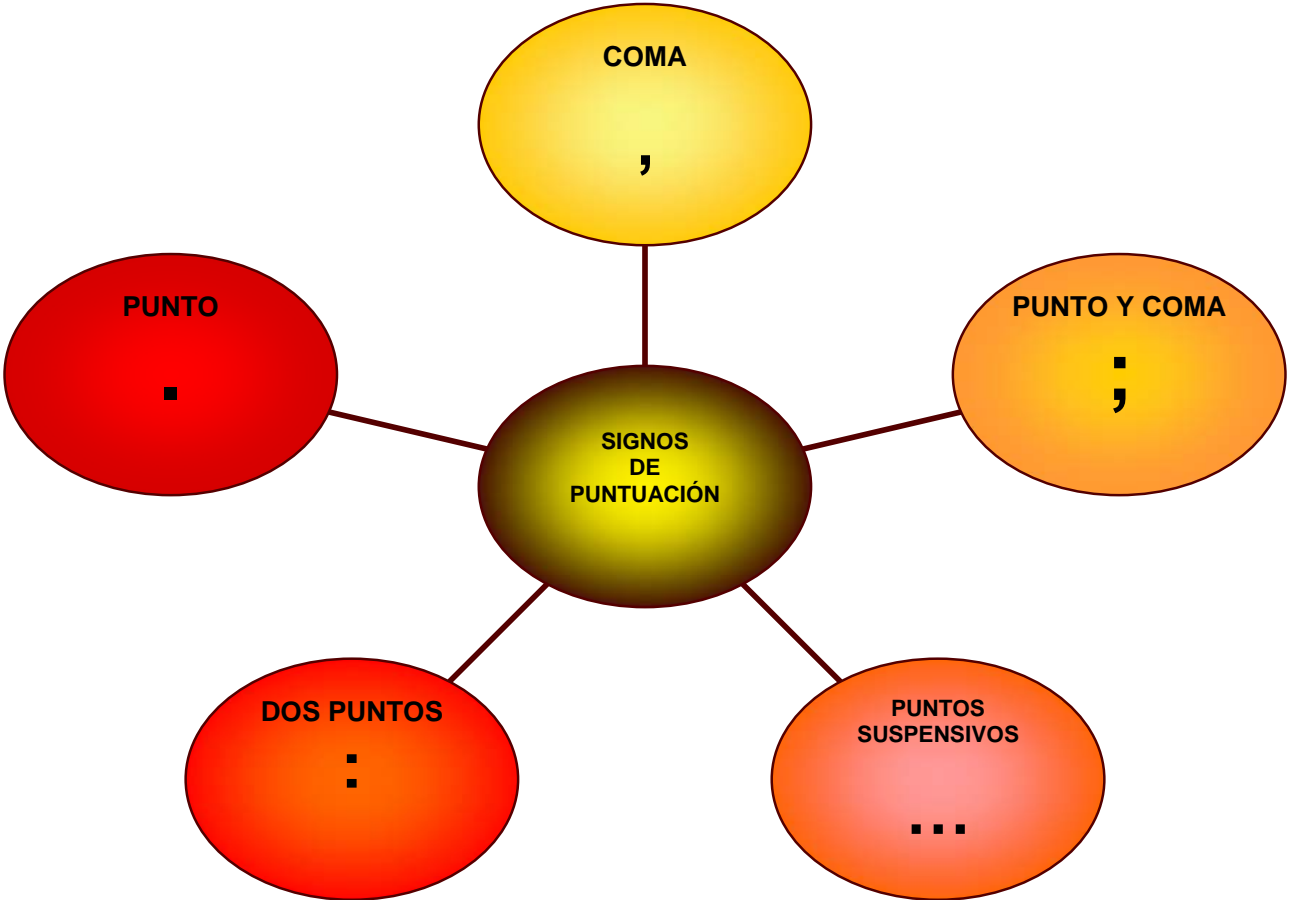 COMA
,
PUNTO
.
PUNTO Y COMA
;
SIGNOS
DE
PUNTUACIÓN
DOS PUNTOS
:
PUNTOS
SUSPENSIVOS
...